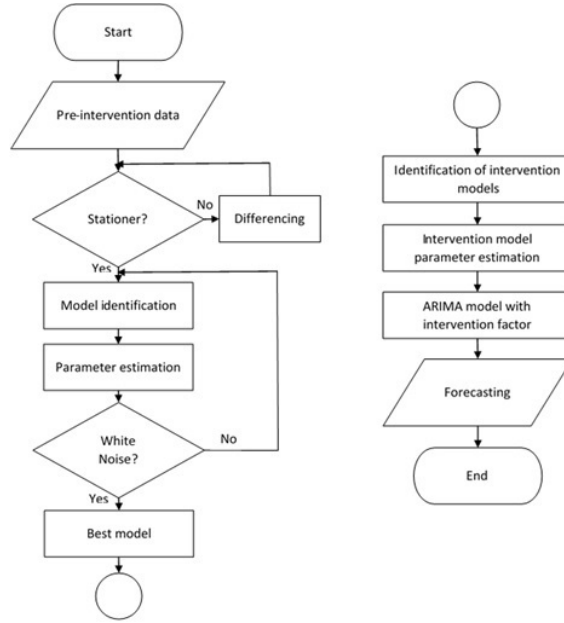 Start
Pre-intervention data
Stationer?
No
Differencing
Yes
Model identification
Parameter estimation
White
Noise?
No
Yes
Best model
Identification of intervention
models
Intervention model
parameter estimation
ARIMA model with
intervention factor
Forecasting
End